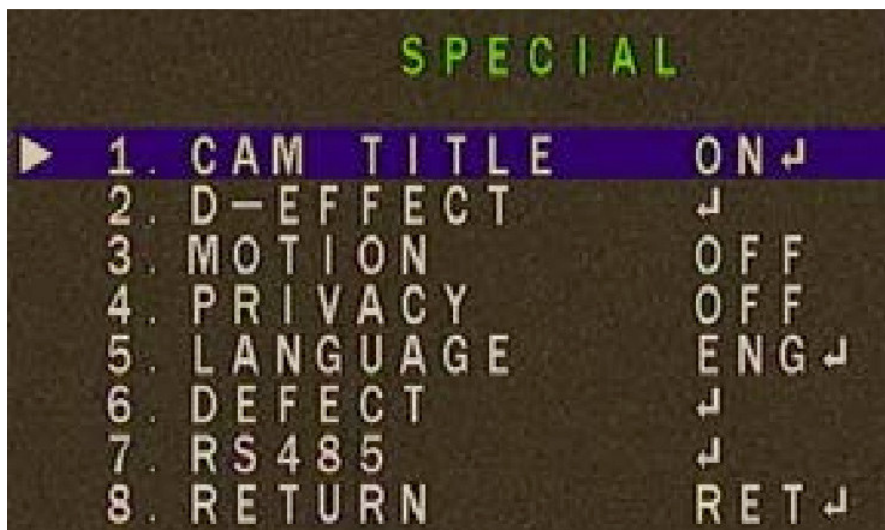 SPECIAL
1. CAM TITLE ON↲
2. D-EFFECT ↲
3. MOTION OFF
4. PRIVACY OFF
5. LANGUAGE ENG↲
6. DEFECT ↲
7. RS485 ↲
8. RETURN RET↲